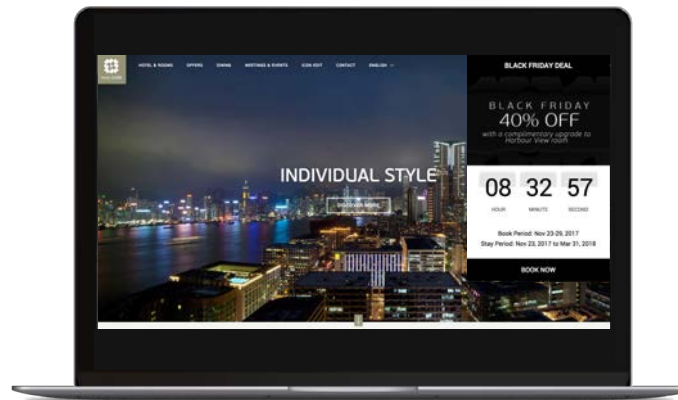 HOTEL & ROOMS OFFERS DINING MEETINGS & EVENTS ICON EDIT CONTACT ENGLISH
BLACK FRIDAY DEAL
BLACK FRIDAY
40% OFF
with a complimentary upgrade to
Harbour View room
INDIVIDUAL STYLE
DISCOVER MORE
08 32 57
HOUR MINUTE SECOND
Book Period: Nov 23-29, 2017
Stay Period: Nov 23, 2017 to Mar 31, 2018
BOOK NOW